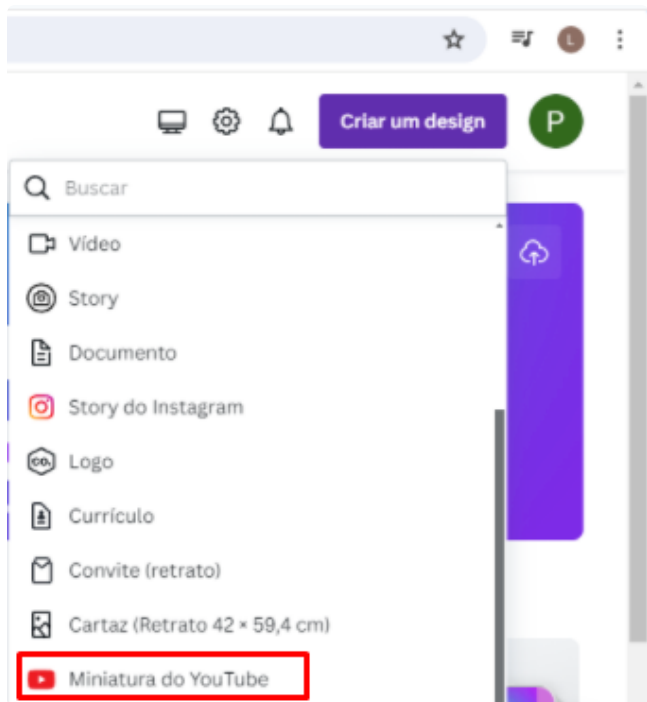 L
Criar um design
P
Buscar
Vídeo
Story
Documento
Story do Instagram
CO.
Logo
Currículo
Convite (retrato)
Cartaz (Retrato 42 × 59,4 cm)
Miniatura do YouTube